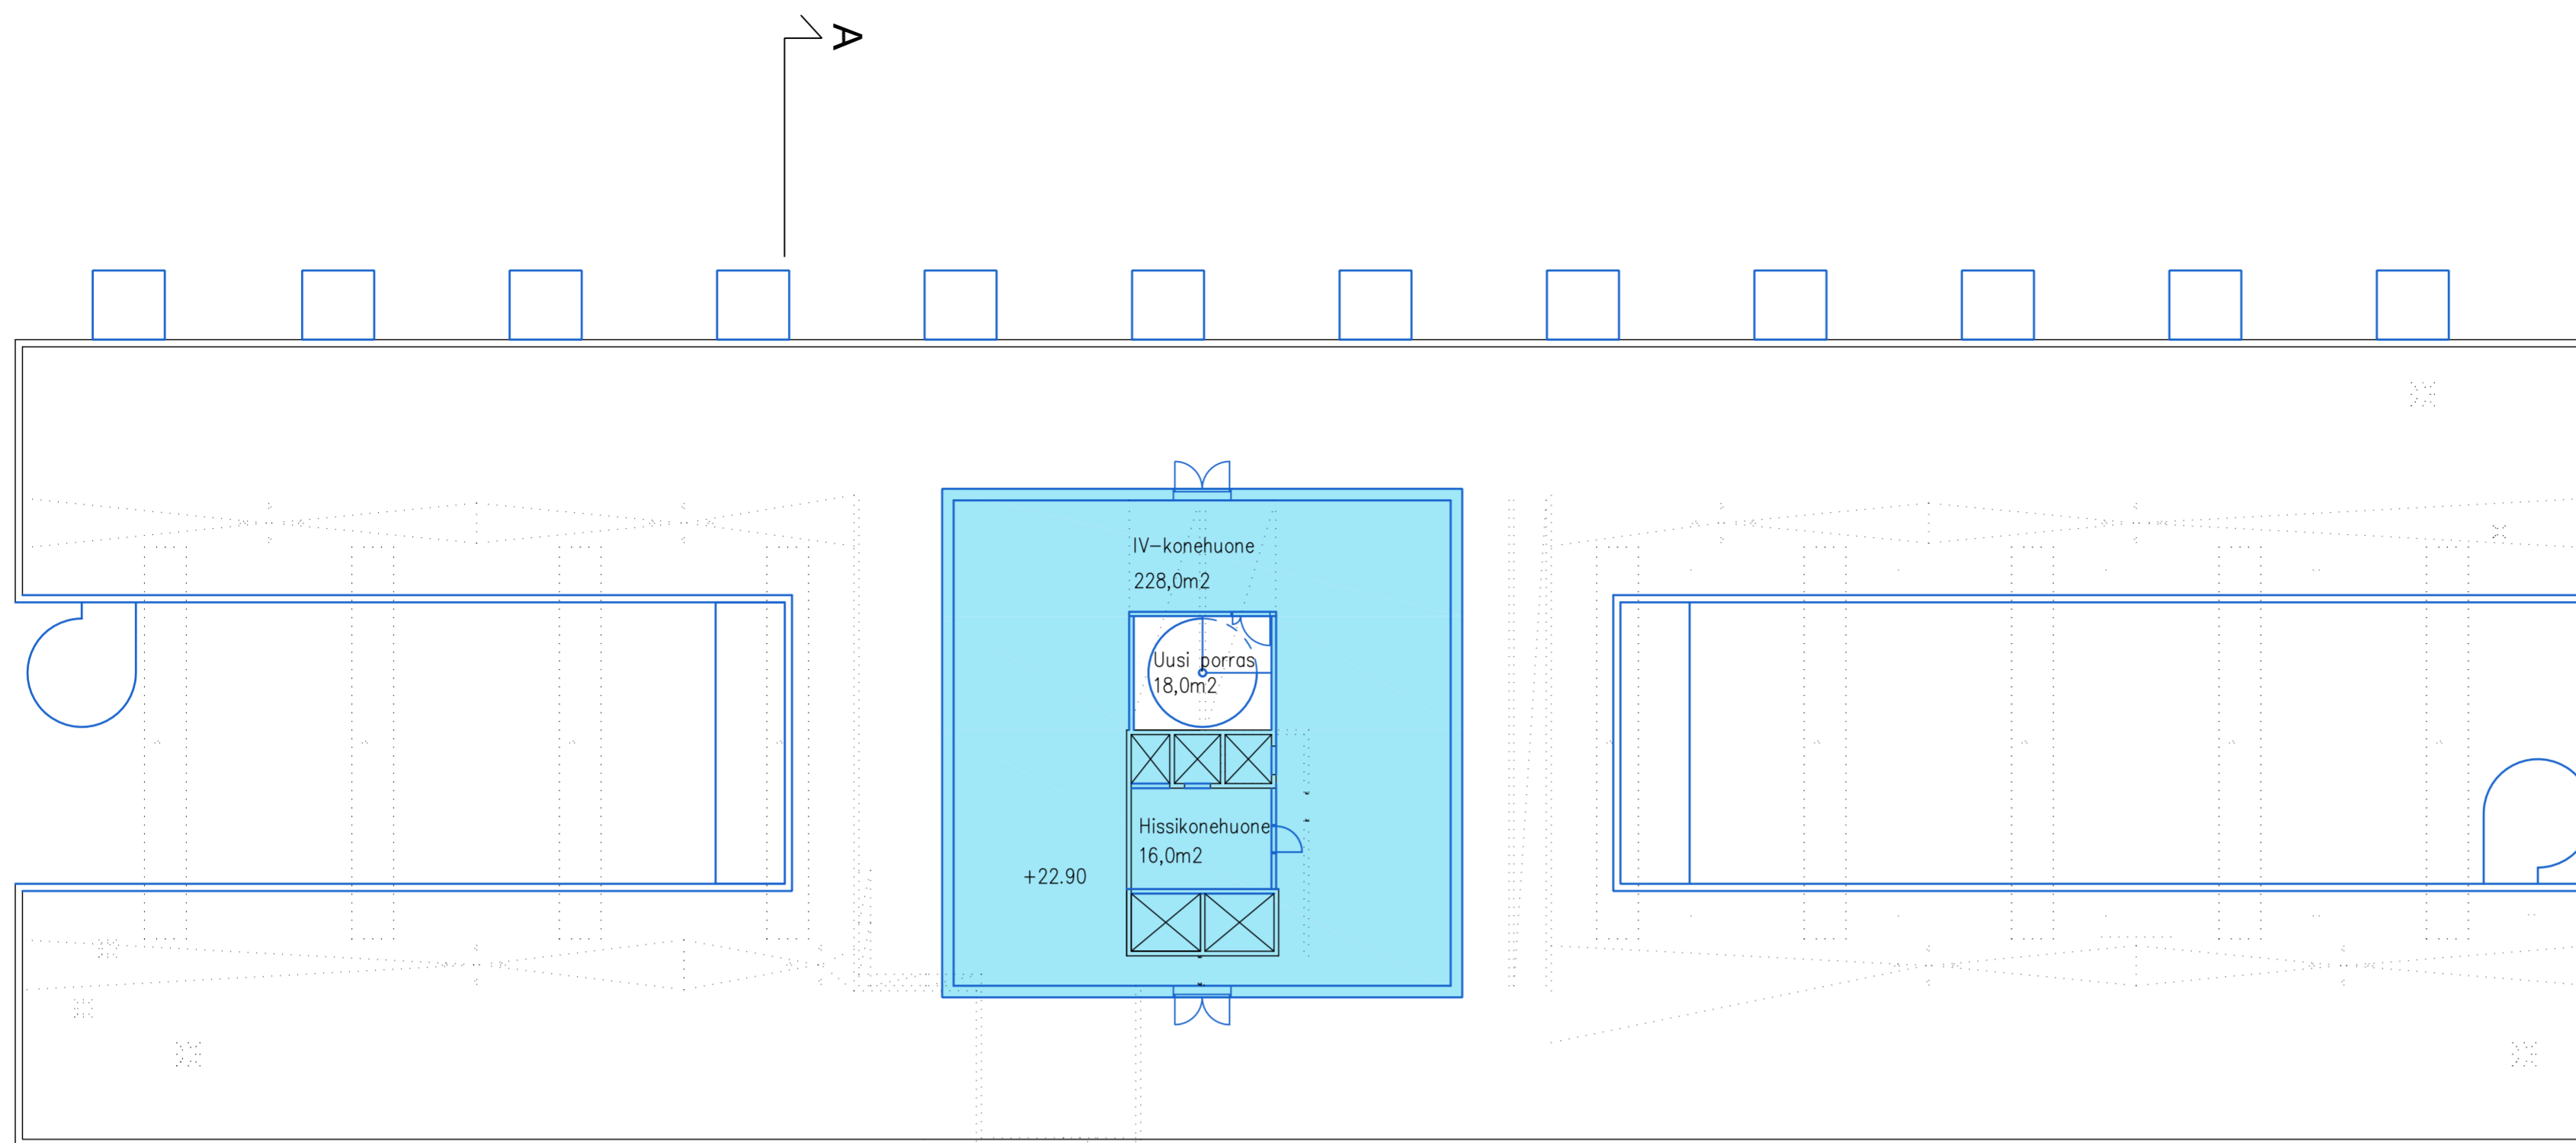 A
IV-konehuone
228,0m2
Uusi porras
18,0m2
Hissikonehuone
16,0m2
+22.90